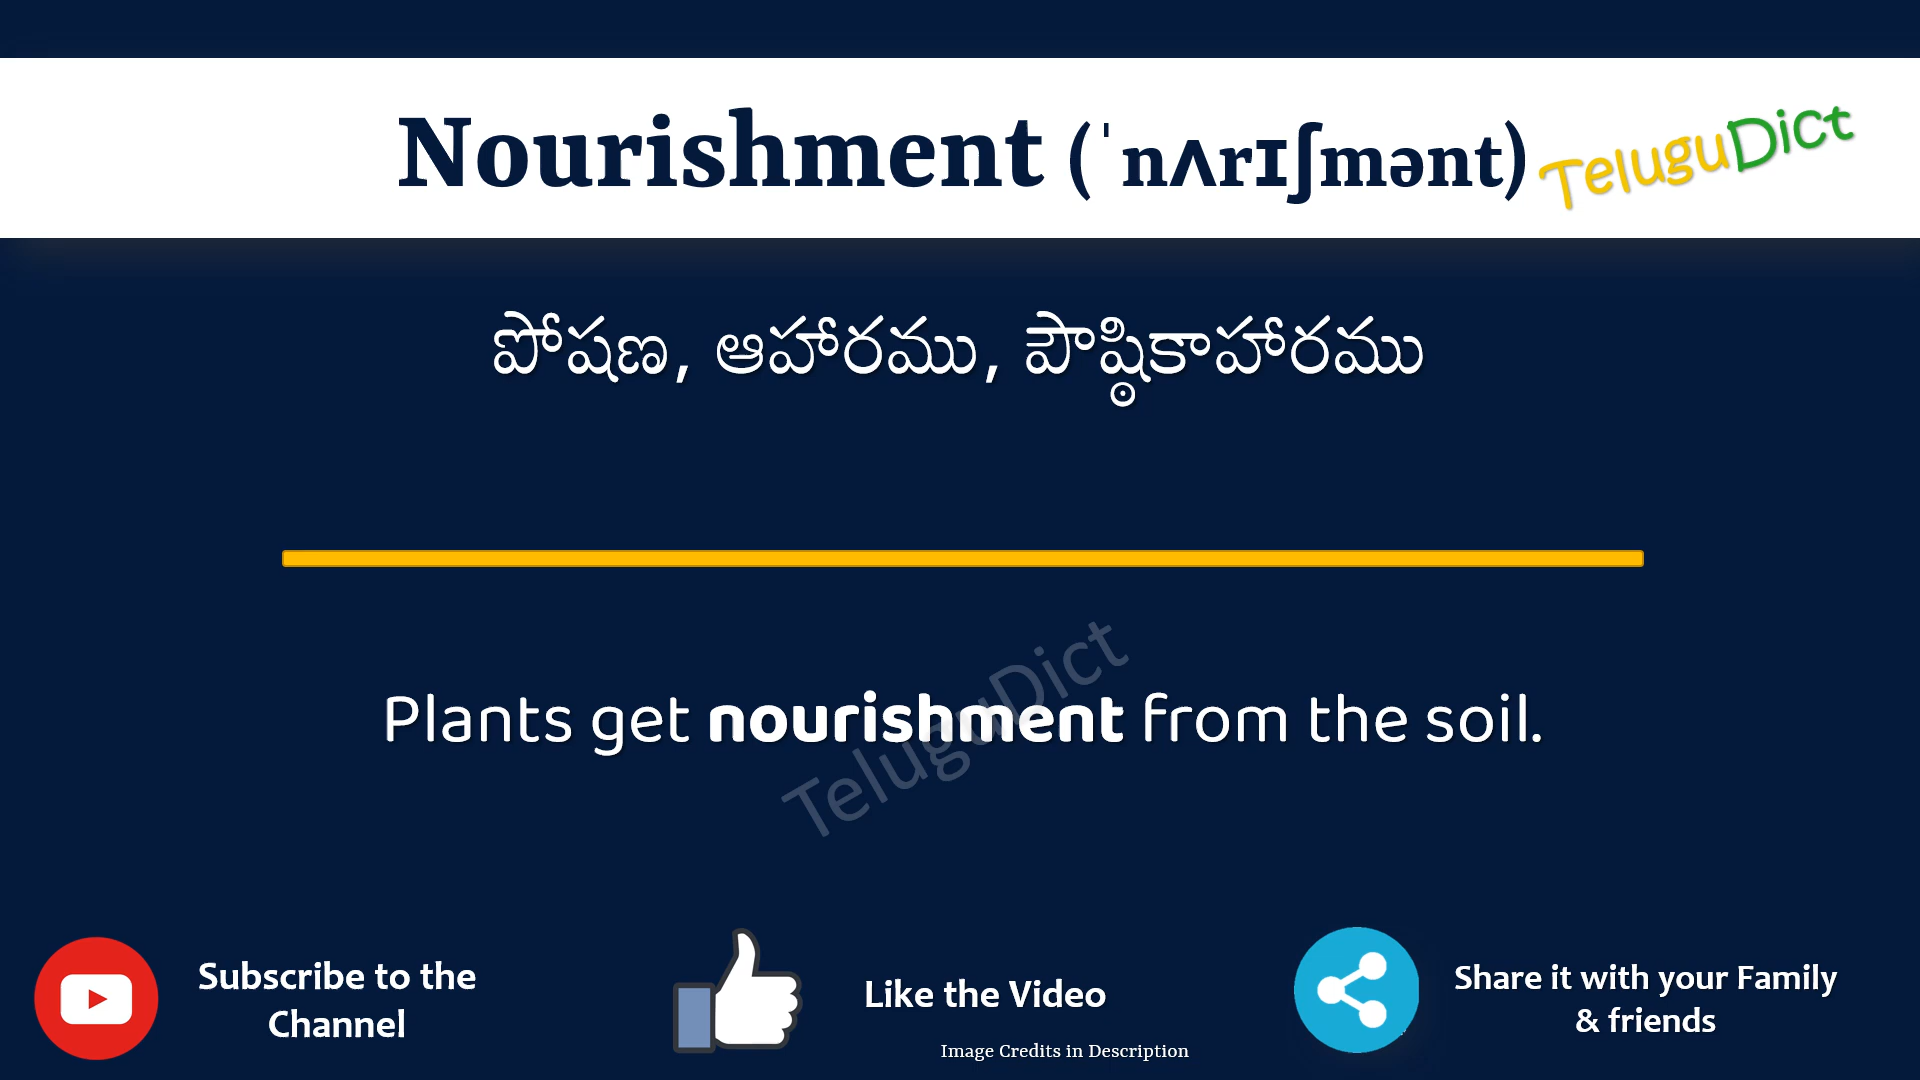 Nourishment (ˈnʌrɪʃmənt)
TeluguDict
పోషణ, ఆహారము, పౌష్ఠికాహారము
Plants get nourishment from the soil.
TeluguDict
Subscribe to the
Channel
Like the Video
Share it with your Family
& friends
Image Credits in Description